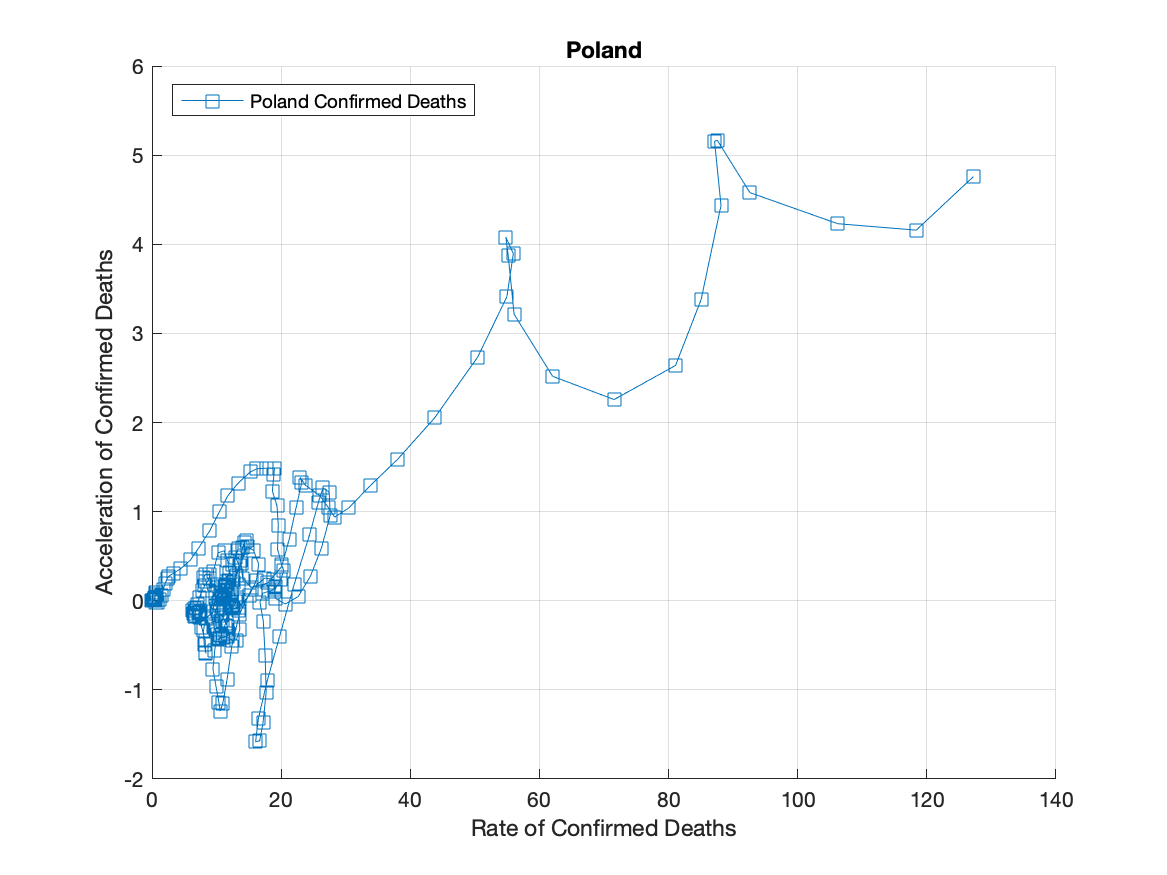 Poland
Poland Confirmed Deaths
6
5
4
3
2
1
0
-1
-2
Acceleration of Confirmed Deaths
0 20 40 60 80 100 120 140
Rate of Confirmed Deaths